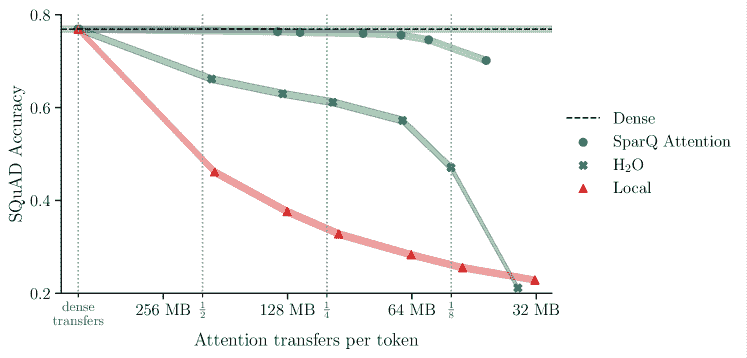 0.8
0.6
0.4
0.2
SQuAD Accuracy
dense
transfers
256 MB
1/2
128 MB
1/4
64 MB
1/8
32 MB
Attention transfers per token
Dense
SparQ Attention
H₂O
Local